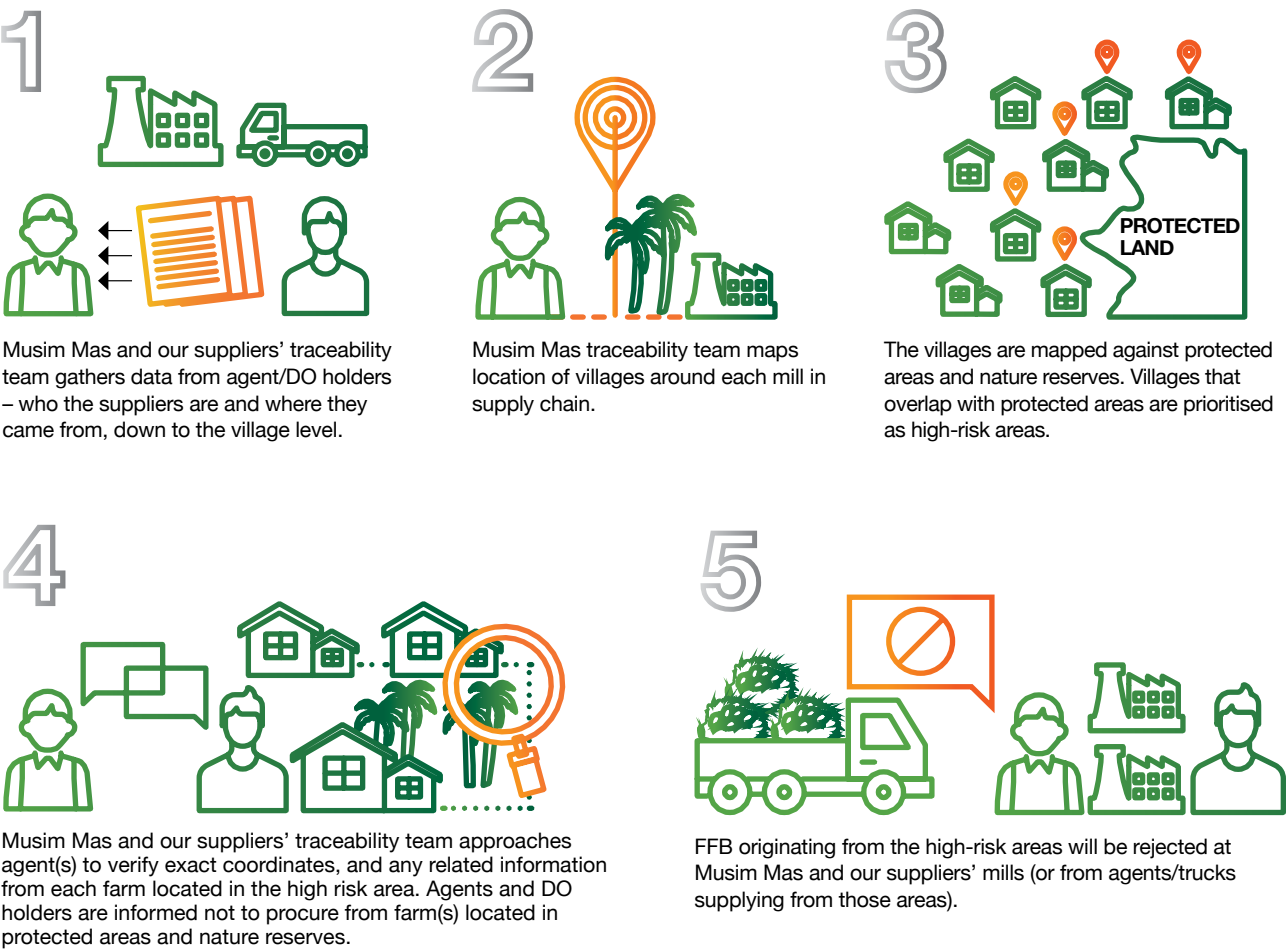 1
Musim Mas and our suppliers’ traceability
team gathers data from agent/DO holders
– who the suppliers are and where they
came from, down to the village level.
2
Musim Mas traceability team maps
location of villages around each mill in
supply chain.
3
PROTECTED
LAND
The villages are mapped against protected
areas and nature reserves. Villages that
overlap with protected areas are prioritised
as high-risk areas.
4
Musim Mas and our suppliers’ traceability team approaches
agent(s) to verify exact coordinates, and any related information
from each farm located in the high risk area. Agents and DO
holders are informed not to procure from farm(s) located in
protected areas and nature reserves.
5
FFB originating from the high-risk areas will be rejected at
Musim Mas and our suppliers’ mills (or from agents/trucks
supplying from those areas).